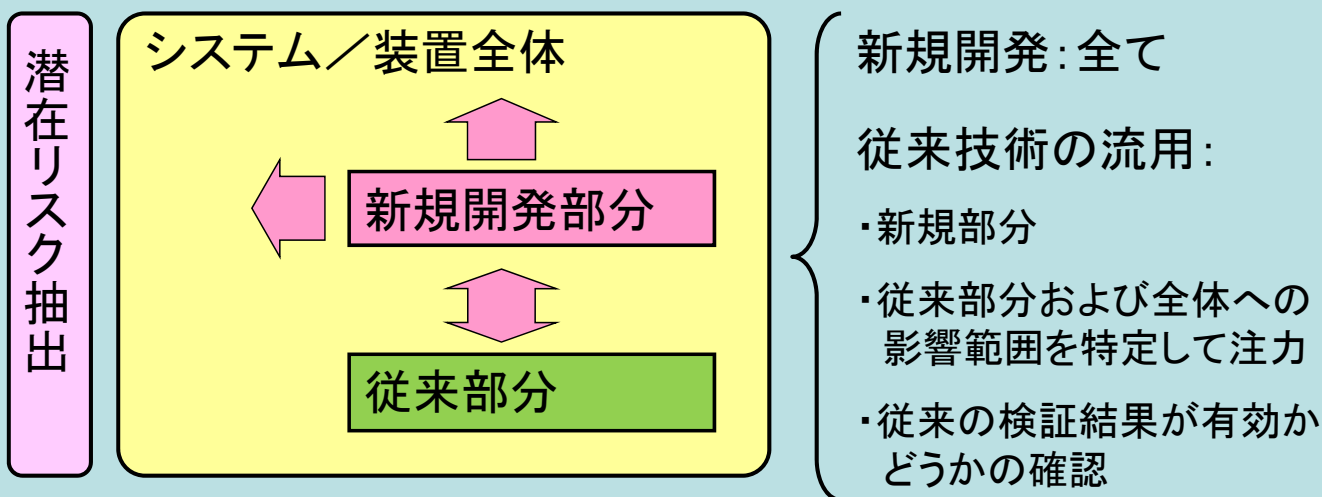 潜在リスク抽出
システム／装置全体
新規開発部分
従来部分
新規開発：全て
従来技術の流用：
・新規部分
・従来部分および全体への
影響範囲を特定して注力
・従来の検証結果が有効か
どうかの確認